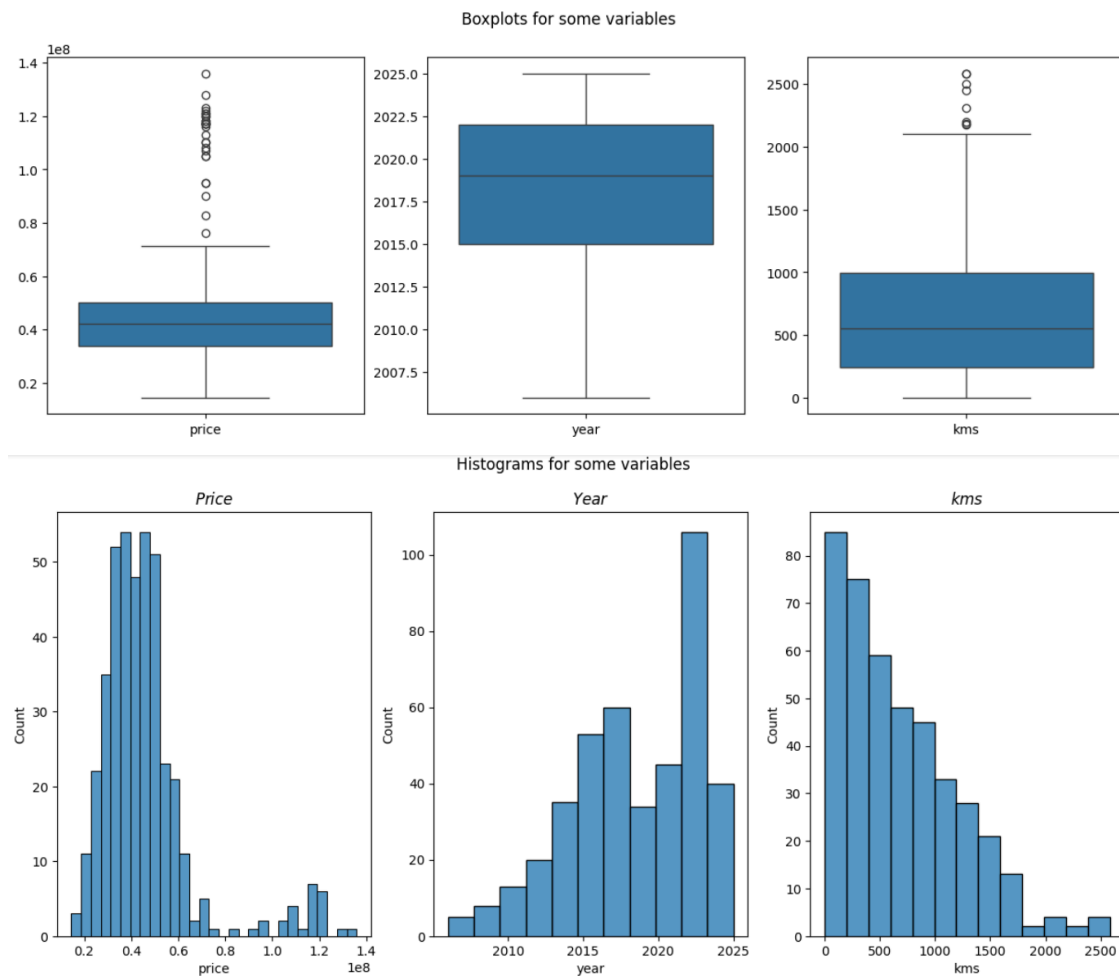 Boxplots for some variables
1e8
1.4
1.2
1.0
0.8
0.6
0.4
0.2
price
2025.0
2022.5
2020.0
2017.5
2015.0
2012.5
2010.0
2007.5
year
2500
2000
1500
1000
500
0
kms
Histograms for some variables
Price
Count
50
40
30
20
10
0
0.2 0.4 0.6 0.8 1.0 1.2 1.4
price
1e8
Year
Count
100
80
60
40
20
0
2010 2015 2020 2025
year
kms
Count
80
70
60
50
40
30
20
10
0
0 500 1000 1500 2000 2500
kms